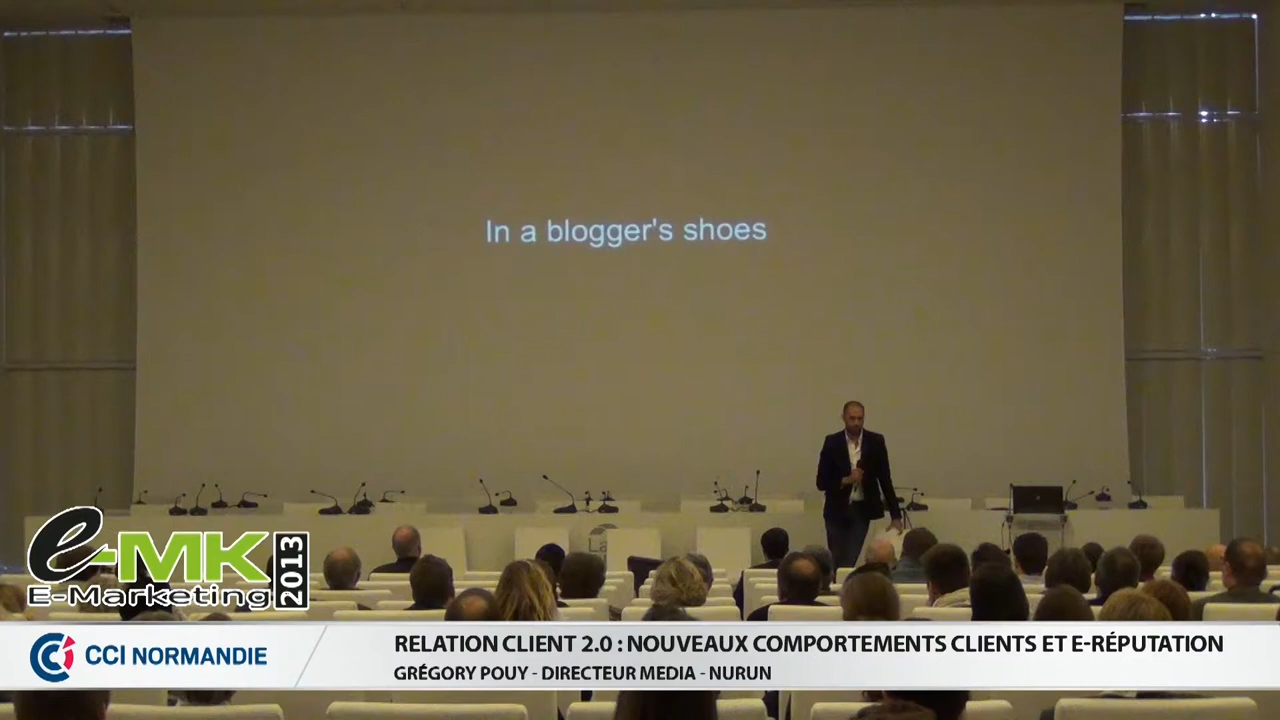 In a blogger's shoes
e-MK
E-Marketing
2013
CCI NORMANDIE
RELATION CLIENT 2.0 : NOUVEAUX COMPORTEMENTS CLIENTS ET E-RÉPUTATION
GRÉGORY POUY - DIRECTEUR MEDIA - NURUN